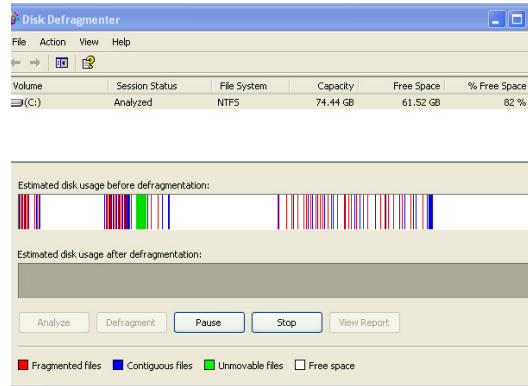 Disk Defragmenter
File Action View Help
Volume Session Status File System Capacity Free Space % Free Space
(C:) Analyzed NTFS 74.44 GB 61.52 GB 82 %
Estimated disk usage before defragmentation:
Estimated disk usage after defragmentation:
Analyze Defragment Pause Stop View Report
Fragmented files Contiguous files Unmovable files Free space